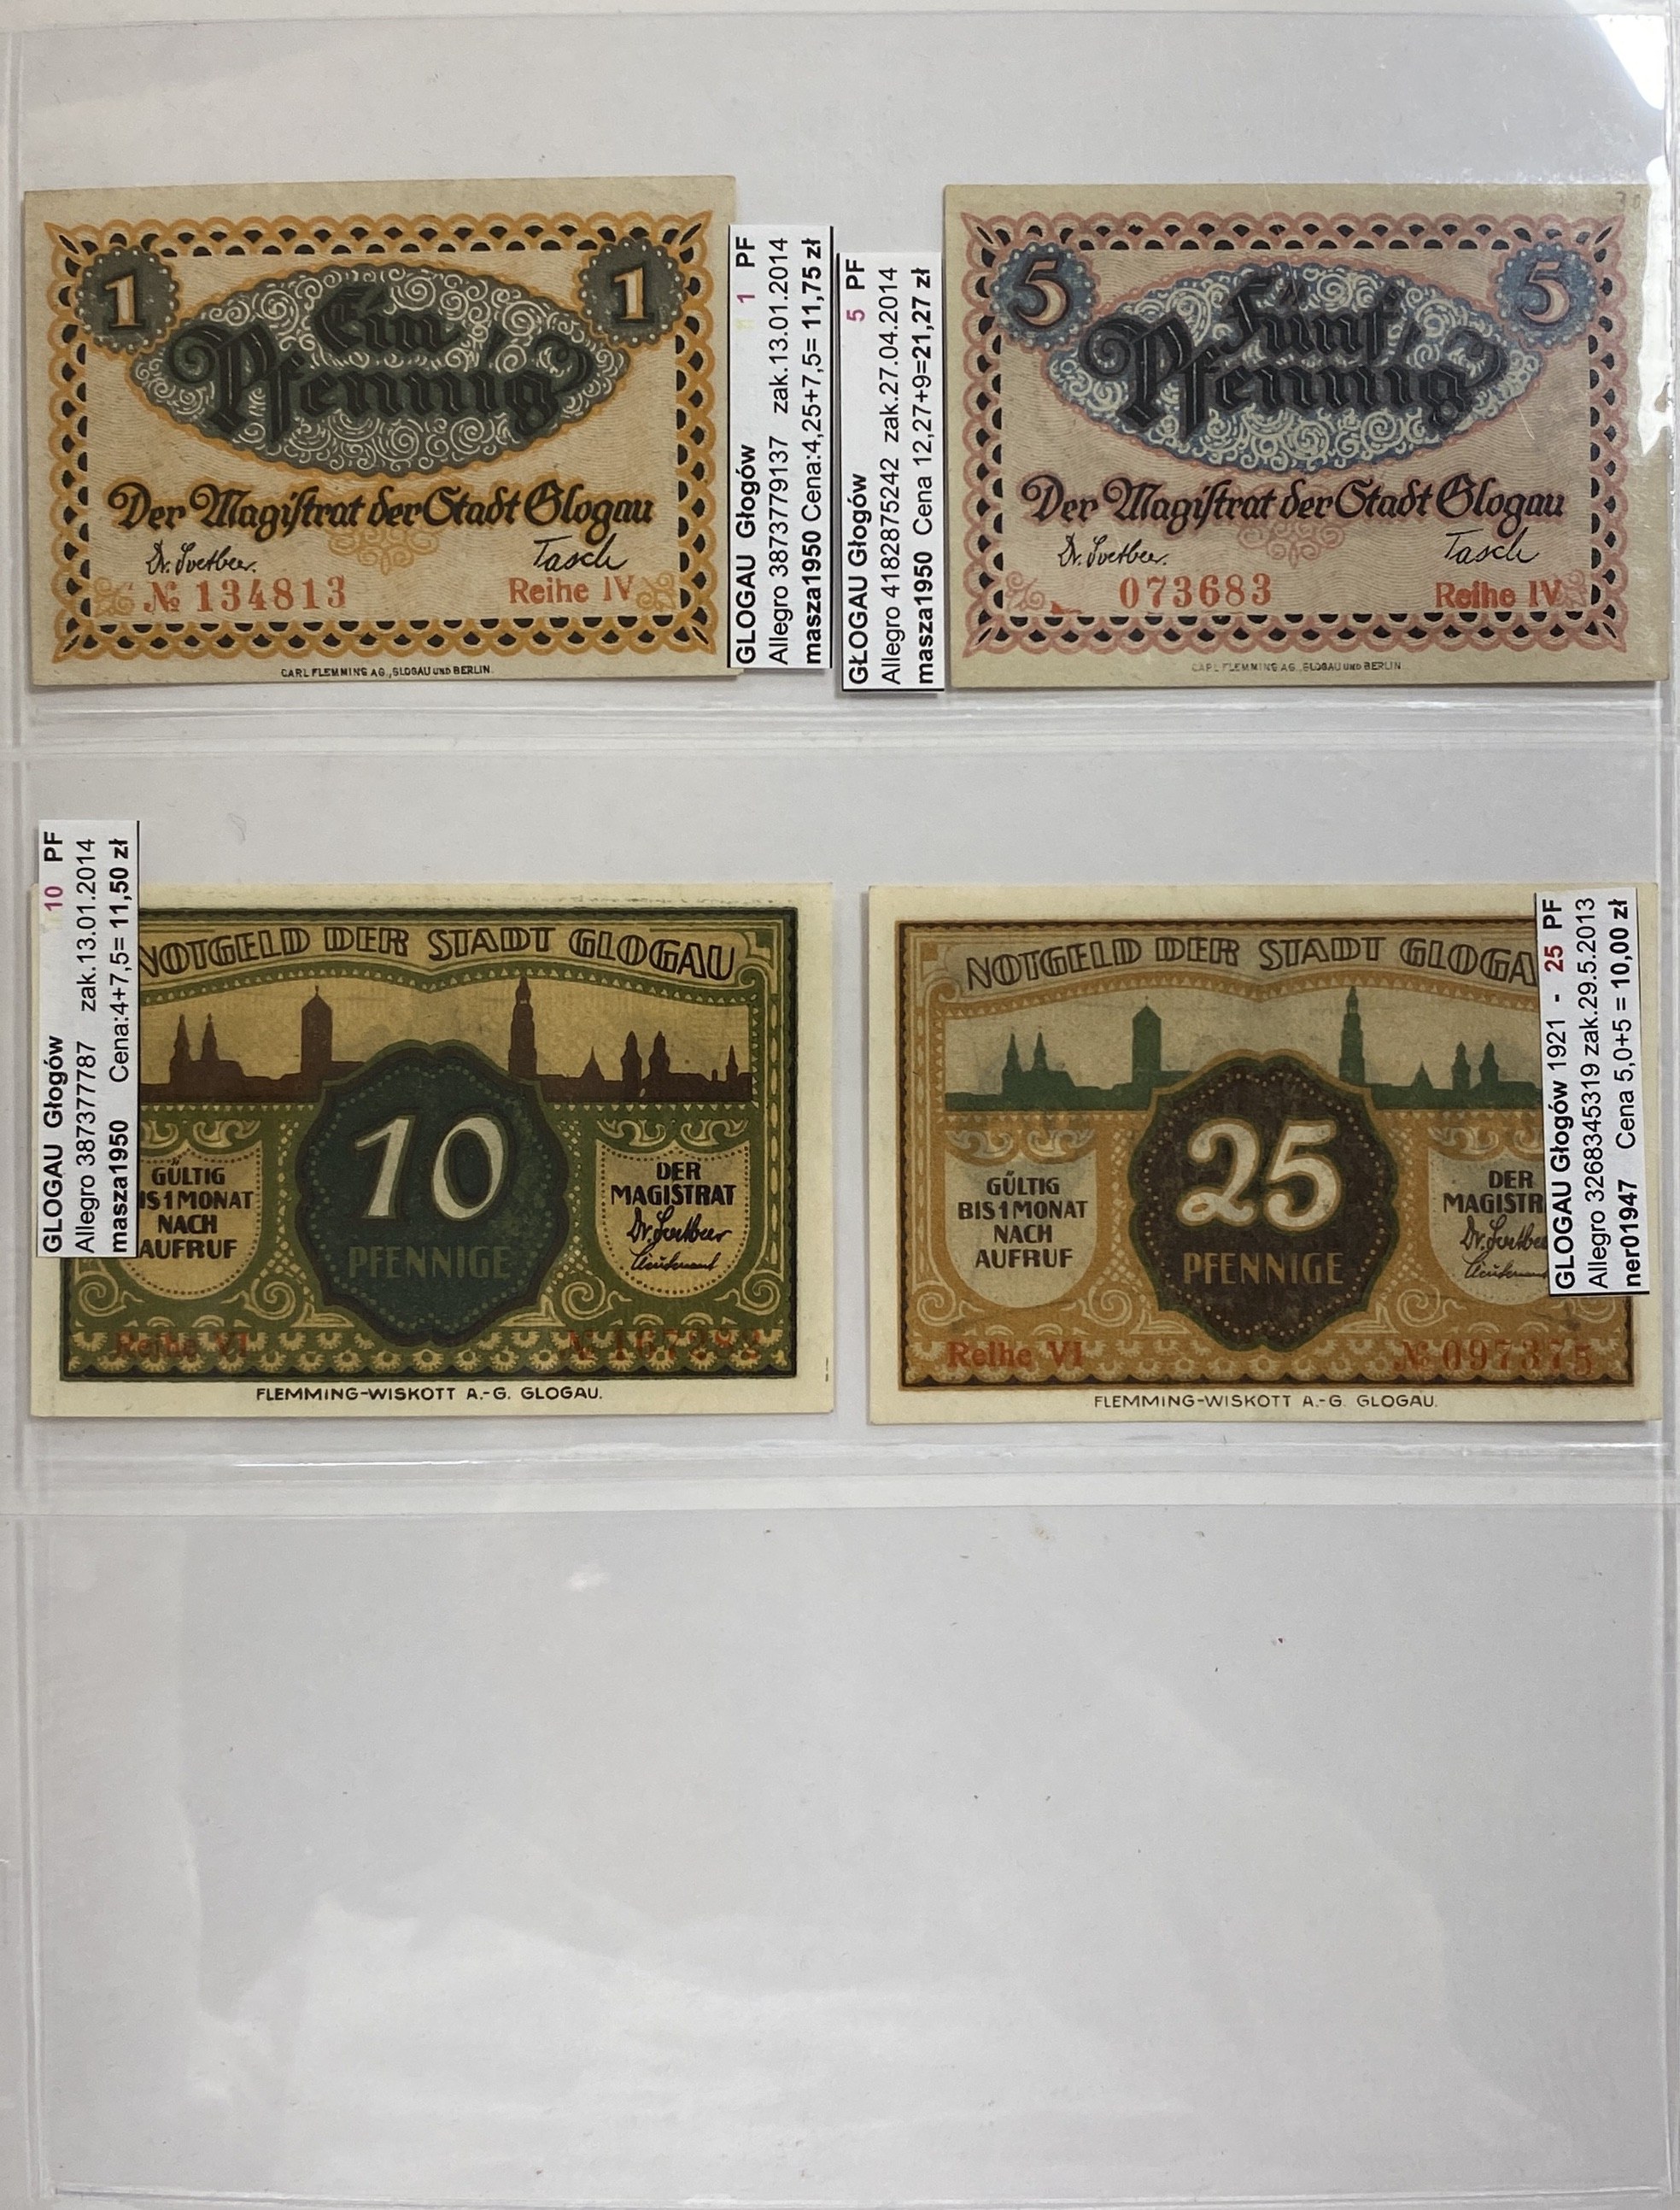 1 1
Ein
Pfennig
Der Magistrat der Stadt Glogau
Dr. Soetbeer. Tasch
№ 134813 Reihe IV
CARL FLEMMING AG., GLOGAU UND BERLIN.
GLOGAU Głogów 1 PF
Allegro 3873779137 zak.13.01.2014
masza1950 Cena:4,25+7,5= 11,75 zł
GŁOGAU Głogów 5 PF
Allegro 4182875242 zak.27.04.2014
masza1950 Cena 12,27+9=21,27 zł
5 5
Fünf
Pfennig
Der Magistrat der Stadt Glogau
Dr. Soetbeer. Tasch
073683 Reihe IV
CARL FLEMMING AG., GLOGAU UND BERLIN
GLOGAU Głogów 10 PF
Allegro 3873777787 zak.13.01.2014
masza1950 Cena:4+7,5= 11,50 zł
NOTGELD DER STADT GLOGAU
10
PFENNIGE
GÜLTIG
IS 1 MONAT
NACH
AUFRUF
DER
MAGISTRAT
Dr. Soetbeer
Reihe VI № 167282
FLEMMING-WISKOTT A.-G. GLOGAU.
NOTGELD DER STADT GLOGA
25
PFENNIGE
GÜLTIG
BIS 1 MONAT
NACH
AUFRUF
DER
MAGISTR
Dr. Soetbee
Reihe VI № 097375
FLEMMING-WISKOTT A.-G. GLOGAU.
GLOGAU Głogów 1921 - 25 PF
Allegro 3268345319 zak.29.5.2013
ner01947 Cena 5,0+5 = 10,00 zł